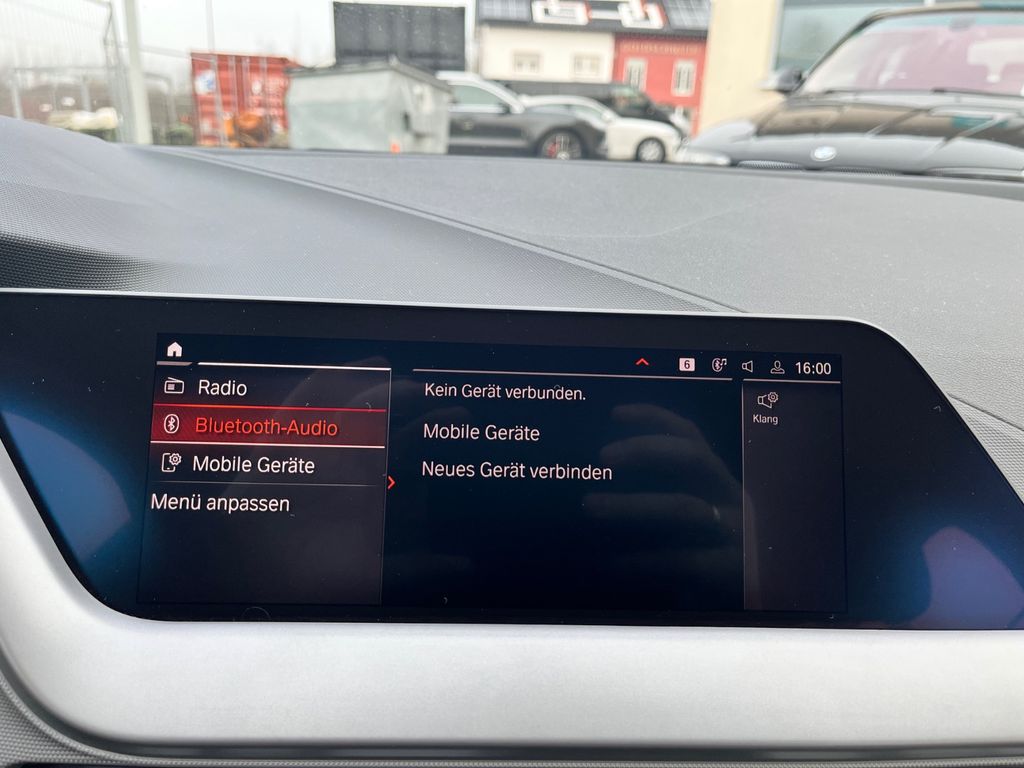 6
16:00
Radio
Bluetooth-Audio
Mobile Geräte
Menü anpassen
Kein Gerät verbunden.
Mobile Geräte
Neues Gerät verbinden
Klang